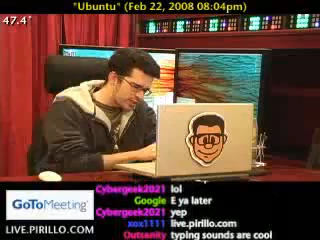 "Ubuntu" (Feb 22, 2008 08:04pm)
47.4°
Cybergeek2021 lol
Google E ya later
GoToMeeting™
Cybergeek2021 yep
xox1111 live.pirillo.com
LIVE.PIRILLO.COM
Outsanity typing sounds are cool